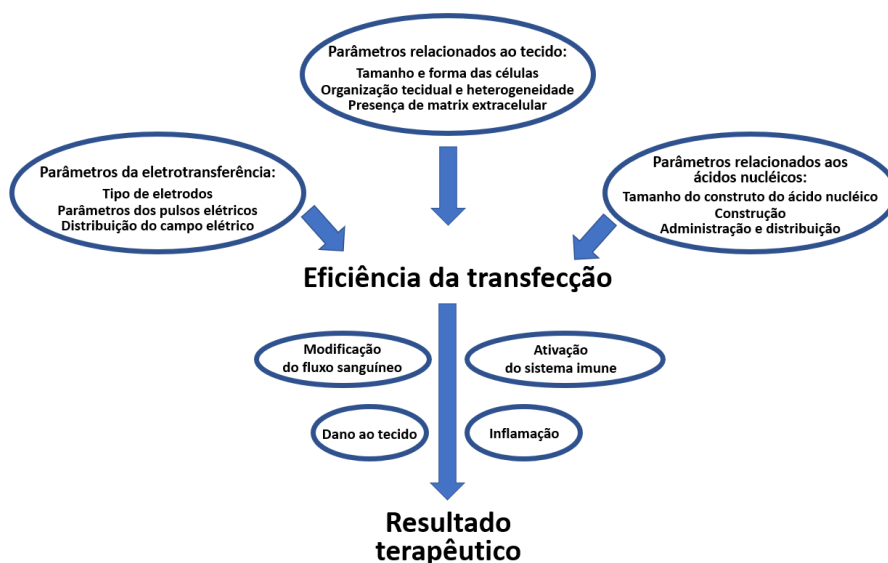 Parâmetros relacionados ao tecido:
Tamanho e forma das células
Organização tecidual e heterogeneidade
Presença de matrix extracelular
Parâmetros da eletrotransferência:
Tipo de eletrodos
Parâmetros dos pulsos elétricos
Distribuição do campo elétrico
Parâmetros relacionados aos
ácidos nucléicos:
Tamanho do construto do ácido nucléico
Construção
Administração e distribuição
Eficiência da transfecção
Modificação
do fluxo sanguíneo
Ativação
do sistema imune
Dano ao tecido
Inflamação
Resultado
terapêutico